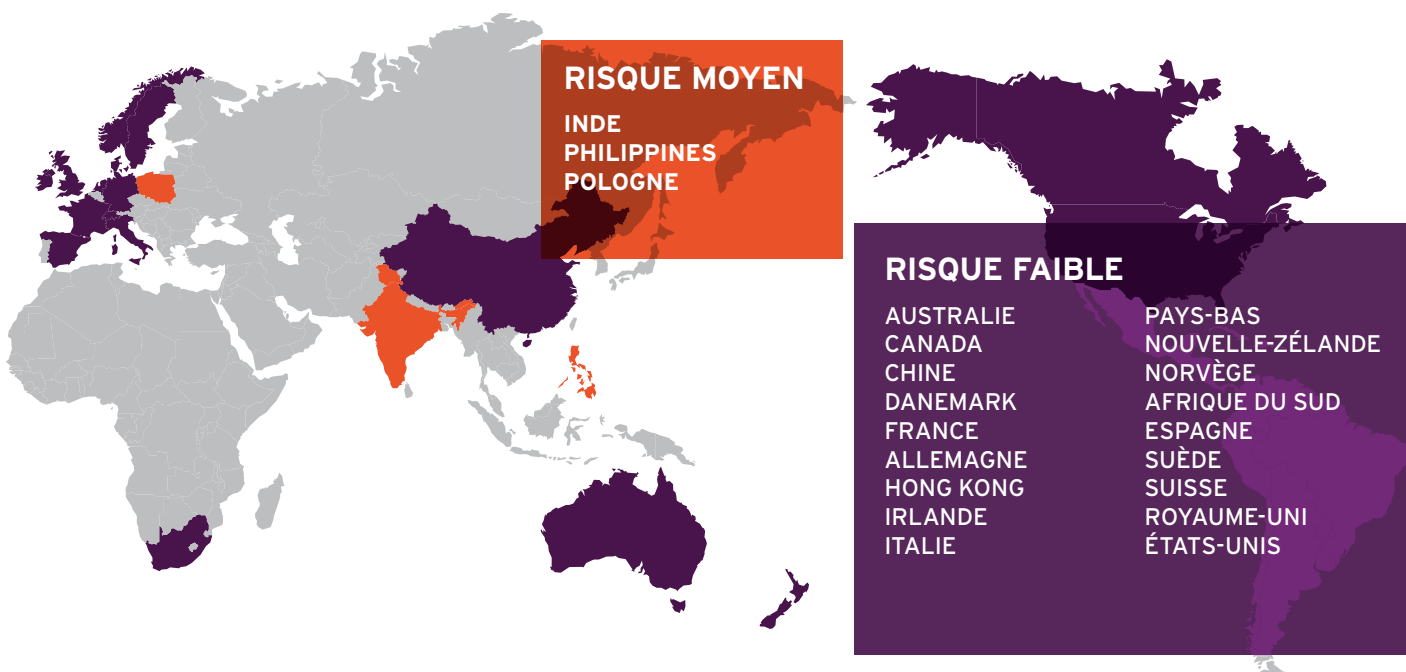 RISQUE MOYEN
INDE
PHILIPPINES
POLOGNE
RISQUE FAIBLE
AUSTRALIE
CANADA
CHINE
DANEMARK
FRANCE
ALLEMAGNE
HONG KONG
IRLANDE
ITALIE
PAYS-BAS
NOUVELLE-ZÉLANDE
NORVÈGE
AFRIQUE DU SUD
ESPAGNE
SUÈDE
SUISSE
ROYAUME-UNI
ÉTATS-UNIS